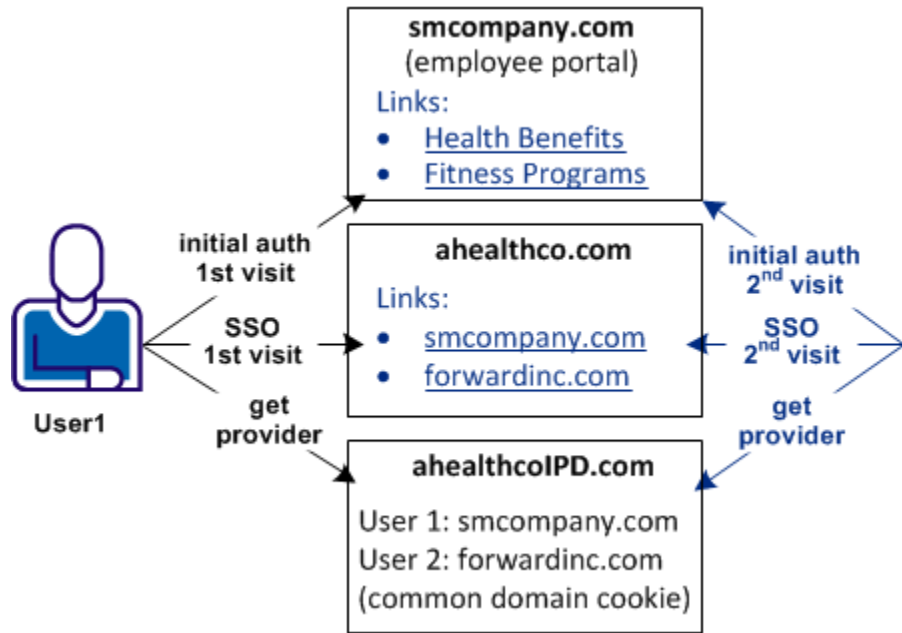 smcompany.com
(employee portal)
Links:
• Health Benefits
• Fitness Programs
initial auth
1st visit
SSO
1st visit
get
provider
User1
ahealthco.com
Links:
• smcompany.com
• forwardinc.com
initial auth
2nd visit
SSO
2nd visit
get
provider
ahealthcoIPD.com
User 1: smcompany.com
User 2: forwardinc.com
(common domain cookie)